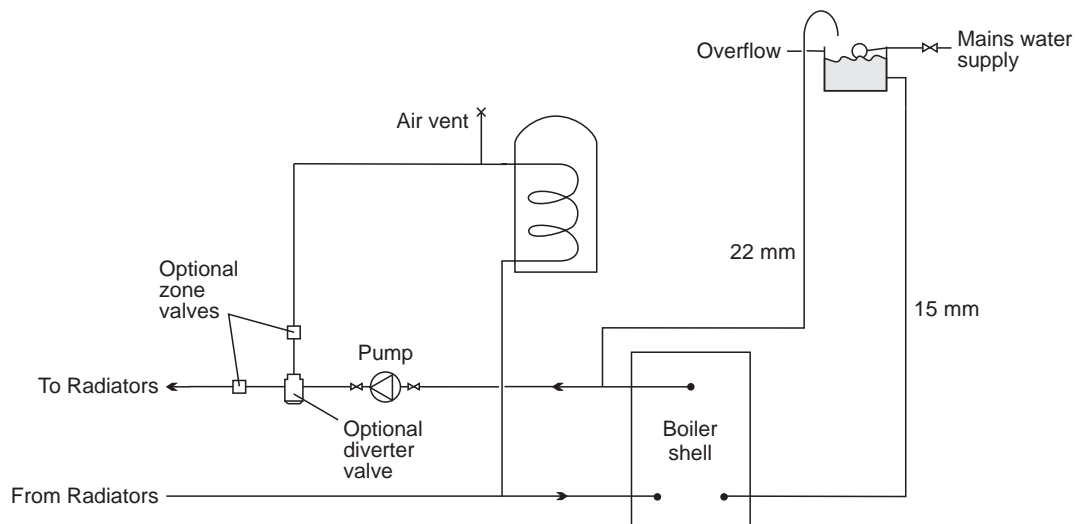 Overflow
Mains water
supply
Air vent
22 mm
Optional
zone
valves
15 mm
Pump
To Radiators
Optional
diverter
valve
Boiler
shell
From Radiators